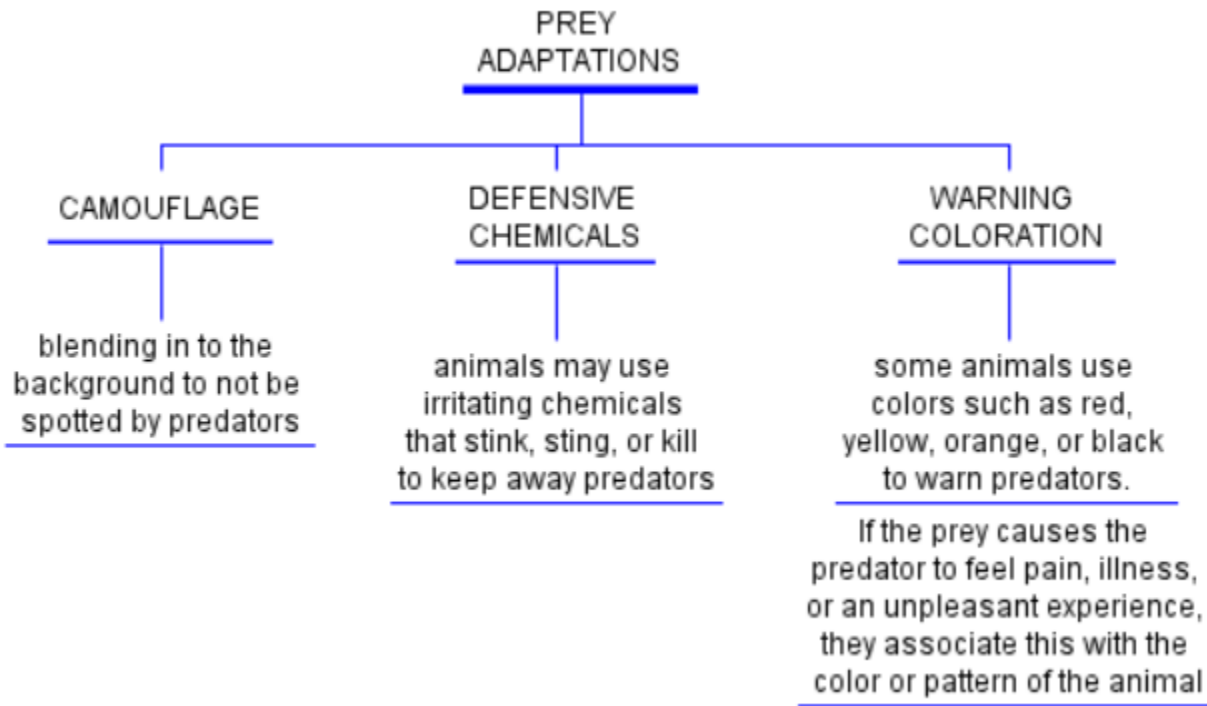 PREY
ADAPTATIONS
CAMOUFLAGE
blending in to the
background to not be
spotted by predators
DEFENSIVE
CHEMICALS
animals may use
irritating chemicals
that stink, sting, or kill
to keep away predators
WARNING
COLORATION
some animals use
colors such as red,
yellow, orange, or black
to warn predators.
If the prey causes the
predator to feel pain, illness,
or an unpleasant experience,
they associate this with the
color or pattern of the animal